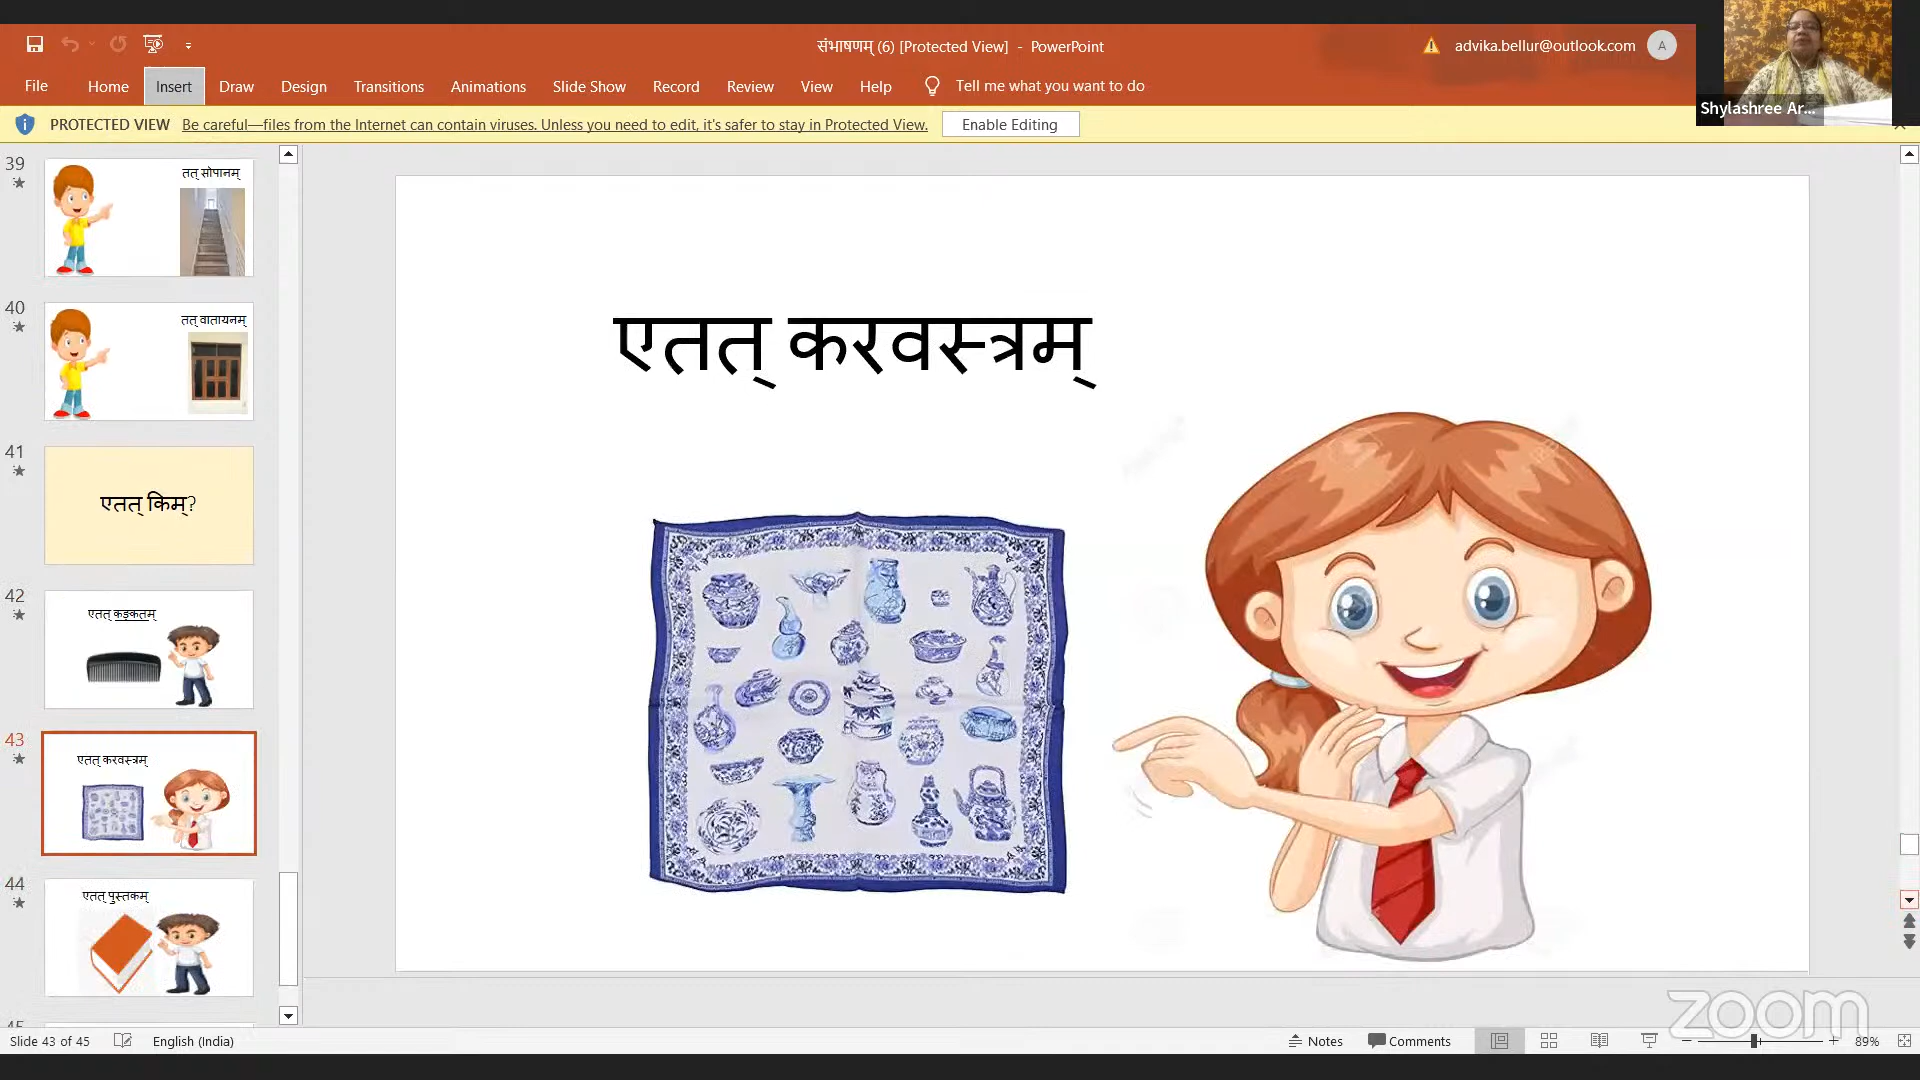 संभाषणम् (6) [Protected View] - PowerPoint
advika.bellur@outlook.com
A
File
Home
Insert
Draw
Design
Transitions
Animations
Slide Show
Record
Review
View
Help
Tell me what you want to do
Shylashree Ar...
PROTECTED VIEW
Be careful—files from the Internet can contain viruses. Unless you need to edit, it's safer to stay in Protected View.
Enable Editing
39
तत् सोपानम्
40
तत् वातायनम्
41
एतत् किम्?
42
एतत् कङ्कतम्
43
एतत् करवस्त्रम्
44
एतत् पुस्तकम्
45
एतत् करवस्त्रम्
zoom
Slide 43 of 45
English (India)
Notes
Comments
89%